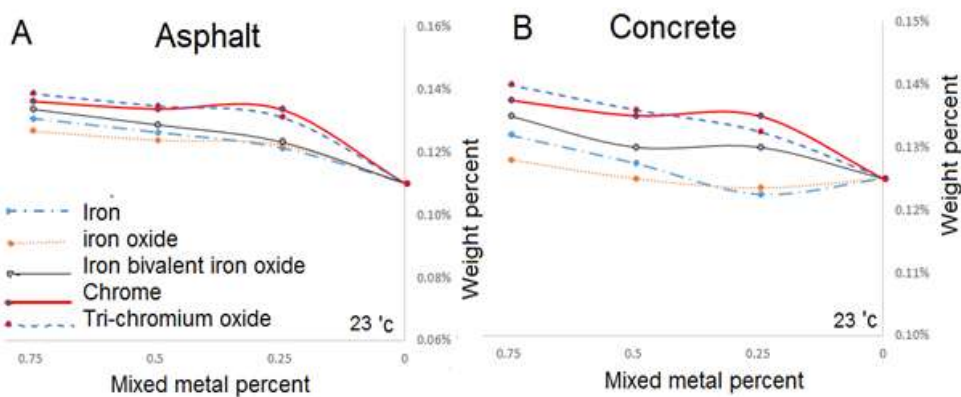 A Asphalt
0.16%
0.14%
0.12%
0.10%
0.08%
0.06%
Weight percent
Iron
iron oxide
Iron bivalent iron oxide
Chrome
Tri-chromium oxide
23 'c
0.75 0.5 0.25 0
Mixed metal percent
B Concrete
0.15%
0.14%
0.13%
0.12%
0.11%
0.10%
Weight percent
23 'c
0.75 0.5 0.25 0
Mixed metal percent